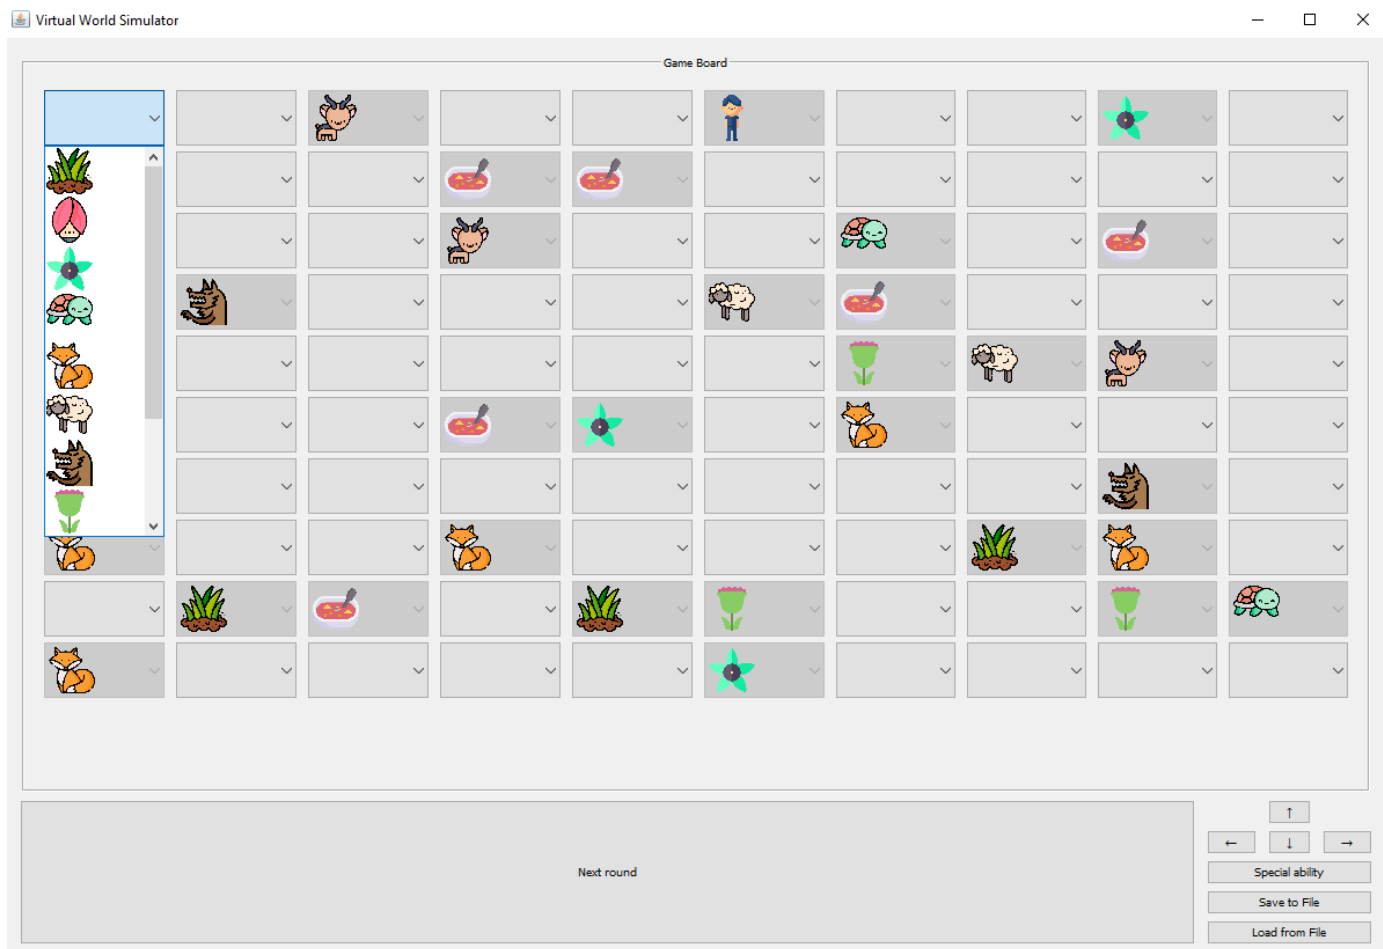 Virtual World Simulator
Game Board
Next round
↑
← ↓ →
Special ability
Save to File
Load from File